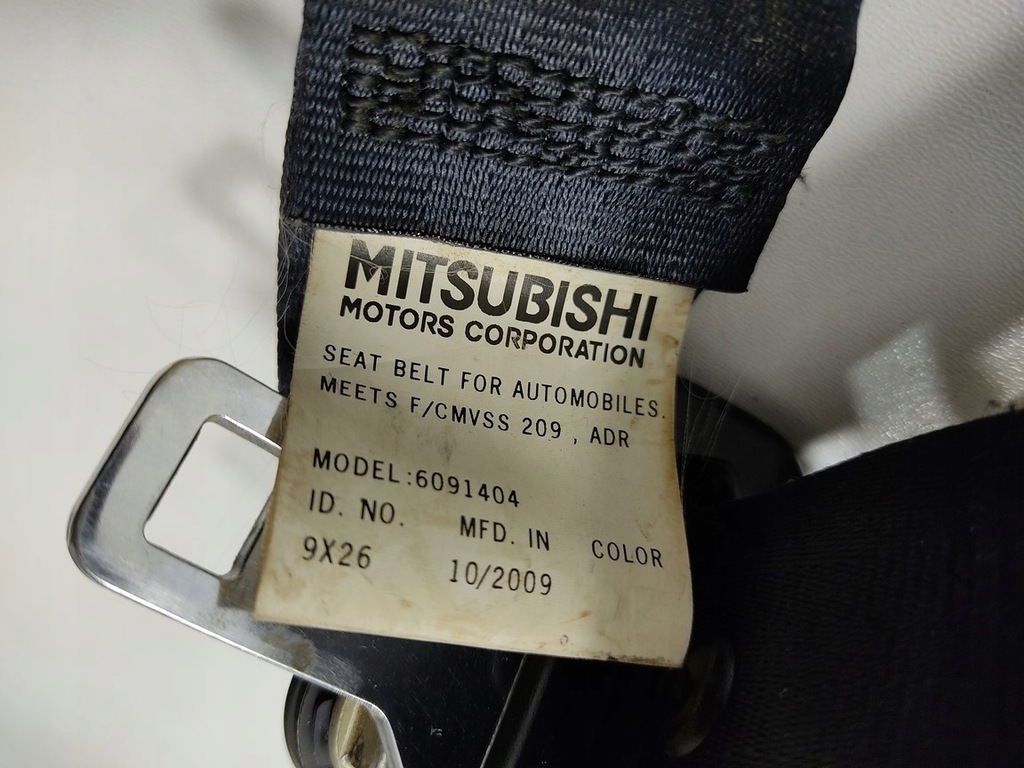 MITSUBISHI
MOTORS CORPORATION
SEAT BELT FOR AUTOMOBILES.
MEETS F/CMVSS 209 , ADR
MODEL:6091404
ID. NO. MFD. IN COLOR
9X26 10/2009